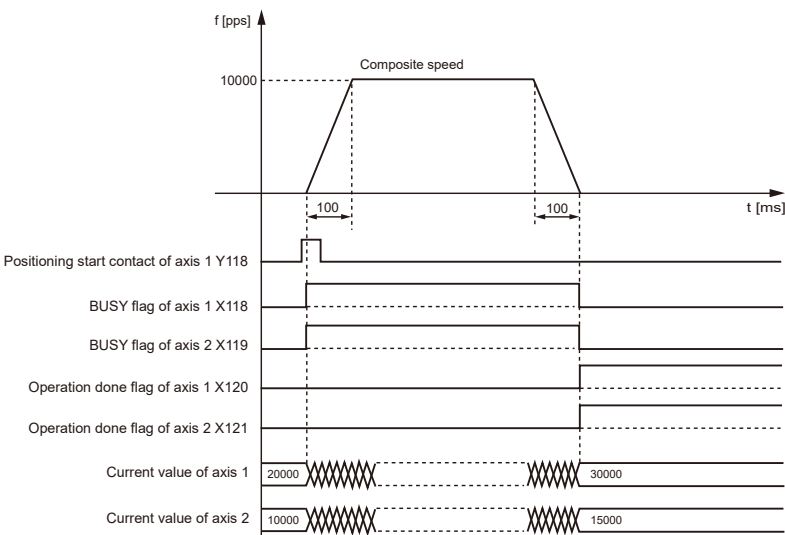 f [pps]
Composite speed
10000
100
100
t [ms]
Positioning start contact of axis 1 Y118
BUSY flag of axis 1 X118
BUSY flag of axis 2 X119
Operation done flag of axis 1 X120
Operation done flag of axis 2 X121
Current value of axis 1 20000 30000
Current value of axis 2 10000 15000